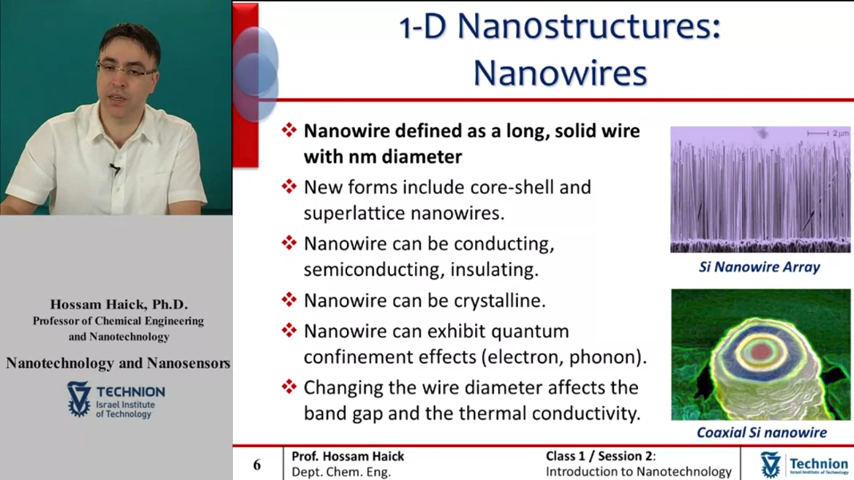 1-D Nan0structures:
Nanowires
❖ Nanowire defined as a long, solid wire
with nm diameter
❖ New forms include core-shell and
superlattice nanowires.
❖ Nanowire can be conducting,
semiconducting, insulating.
❖ Nanowire can be crystalline.
❖ Nanowire can exhibit quantum
confinement effects (electron, phonon).
❖ Changing the wire diameter affects the
band gap and the thermal conductivity.
2μm
Si Nanowire Array
Coaxial Si nanowire
Hossam Haick, Ph.D.
Professor of Chemical Engineering
and Nanotechnology
Nanotechnology and Nanosensors
TECHNION
Israel Institute
of Technology
6
Prof. Hossam Haick
Dept. Chem. Eng.
Class 1 / Session 2:
Introduction to Nanotechnology
Technion
Israel Institute of Technology